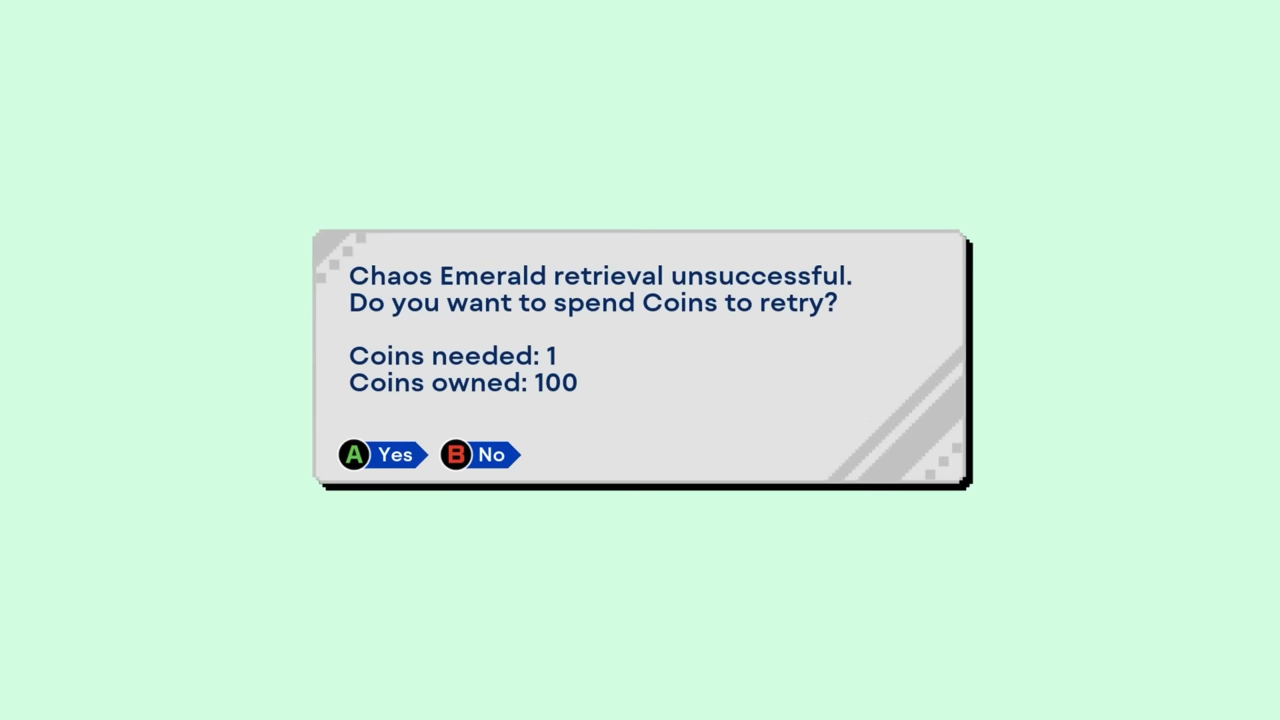 Chaos Emerald retrieval unsuccessful.
Do you want to spend Coins to retry?
Coins needed: 1
Coins owned: 100
A Yes B No